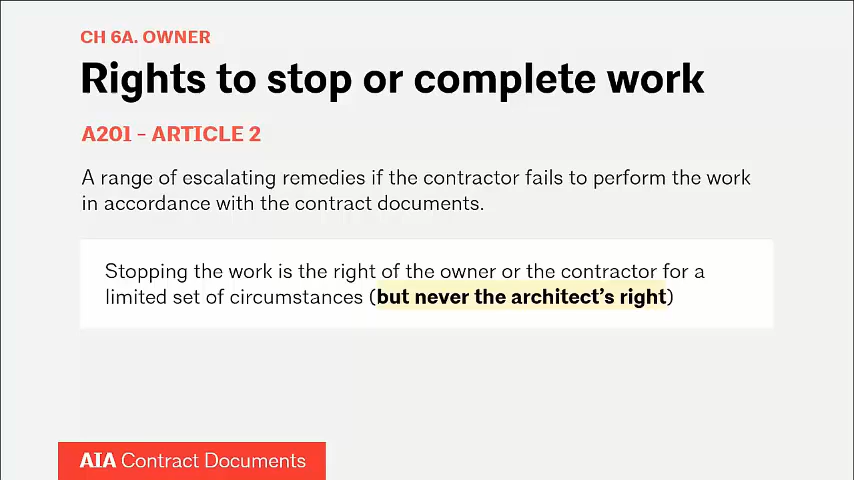 CH 6A. OWNER
Rights to stop or complete work
A201 - ARTICLE 2
A range of escalating remedies if the contractor fails to perform the work
in accordance with the contract documents.
Stopping the work is the right of the owner or the contractor for a
limited set of circumstances (but never the architect’s right)
AIA Contract Documents